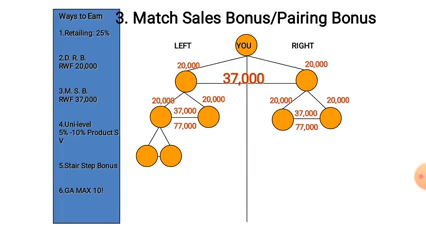 3. Match Sales Bonus/Pairing Bonus
Ways to Earn
1.Retailing: 25%
2.D. R. B.
RWF 20,000
3.M. S. B.
RWF 37,000
4.Uni-level
5% -10% Product S
V
5.Stair Step Bonus
6.GA MAX 10!
LEFT
YOU
RIGHT
20,000
20,000
37,000
20,000
20,000
20,000
20,000
37,000
77,000
37,000
77,000